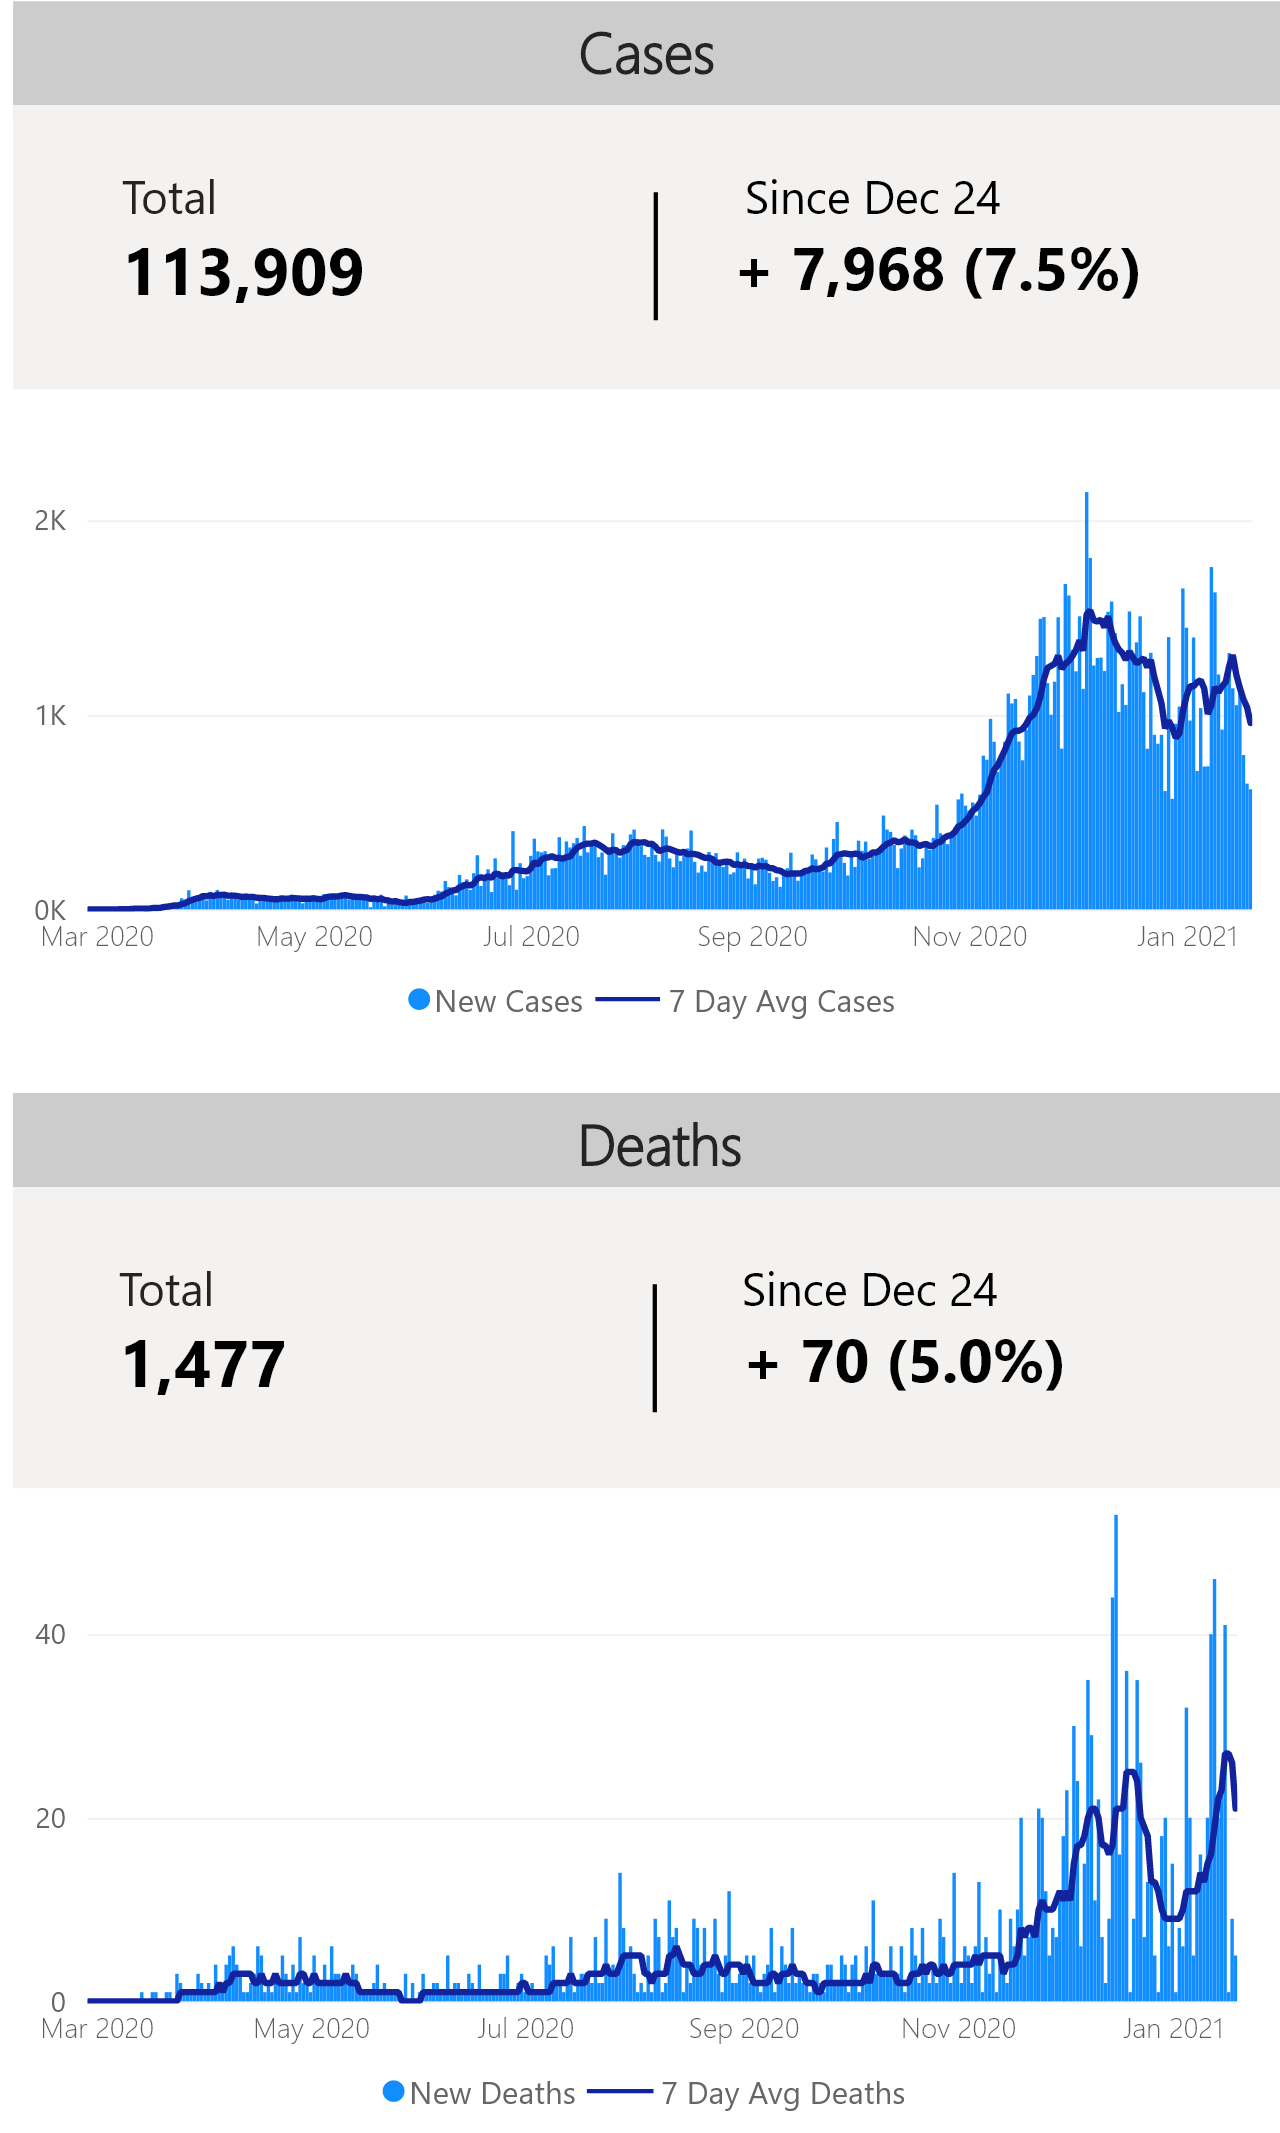 Cases
Total
Since Dec 24
113,909
+ 7,968 (7.5%)
2K
1K
0K
Mar 2020 May 2020 Jul 2020 Sep 2020 Nov 2020 Jan 2021
New Cases 7 Day Avg Cases
Deaths
Total
Since Dec 24
1,477
+ 70 (5.0%)
40
20
0
Mar 2020 May 2020 Jul 2020 Sep 2020 Nov 2020 Jan 2021
New Deaths 7 Day Avg Deaths